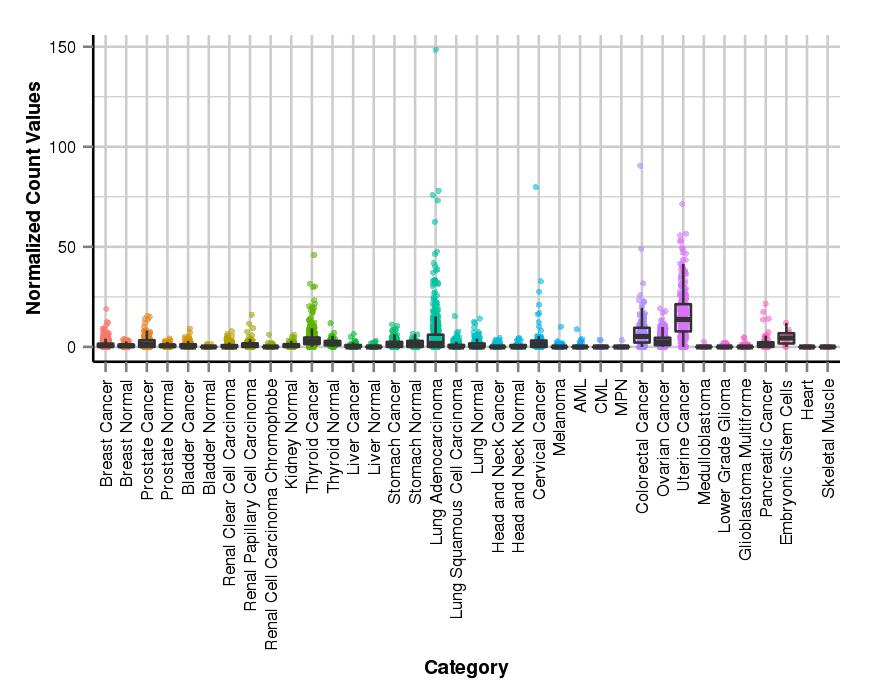 150
100
50
0
Normalized Count Values
Breast Cancer
Breast Normal
Prostate Cancer
Prostate Normal
Bladder Cancer
Bladder Normal
Renal Clear Cell Carcinoma
Renal Papillary Cell Carcinoma
Renal Cell Carcinoma Chromophobe
Kidney Normal
Thyroid Cancer
Thyroid Normal
Liver Cancer
Liver Normal
Stomach Cancer
Stomach Normal
Lung Adenocarcinoma
Lung Squamous Cell Carcinoma
Lung Normal
Head and Neck Cancer
Head and Neck Normal
Cervical Cancer
Melanoma
AML
CML
MPN
Colorectal Cancer
Ovarian Cancer
Uterine Cancer
Medulloblastoma
Lower Grade Glioma
Glioblastoma Multiforme
Pancreatic Cancer
Embryonic Stem Cells
Heart
Skeletal Muscle
Category